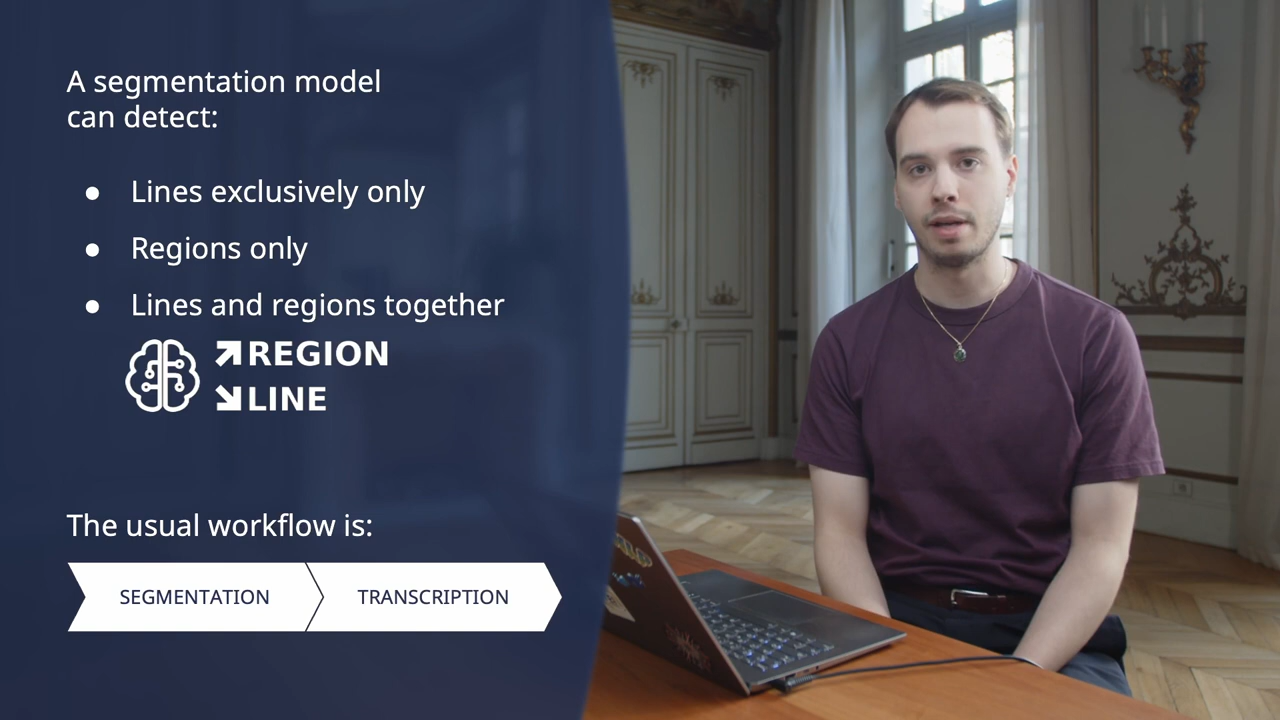 A segmentation model
can detect:
● Lines exclusively only
● Regions only
● Lines and regions together
REGION
LINE
The usual workflow is:
SEGMENTATION
TRANSCRIPTION